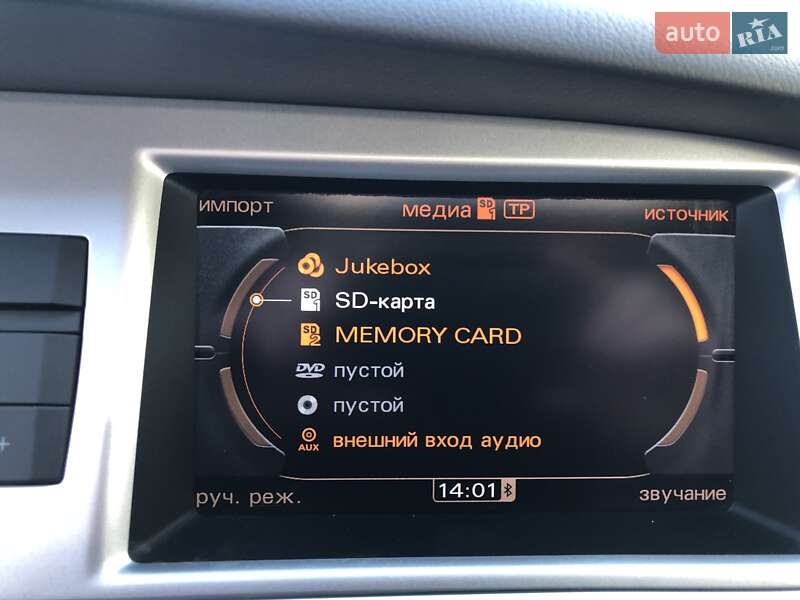 auto RIA .com
импорт
медиа SD 1 TP
источник
Jukebox
SD 1 SD-карта
SD 2 MEMORY CARD
DVD пустой
пустой
AUX внешний вход аудио
+
руч. реж.
14:01
звучание